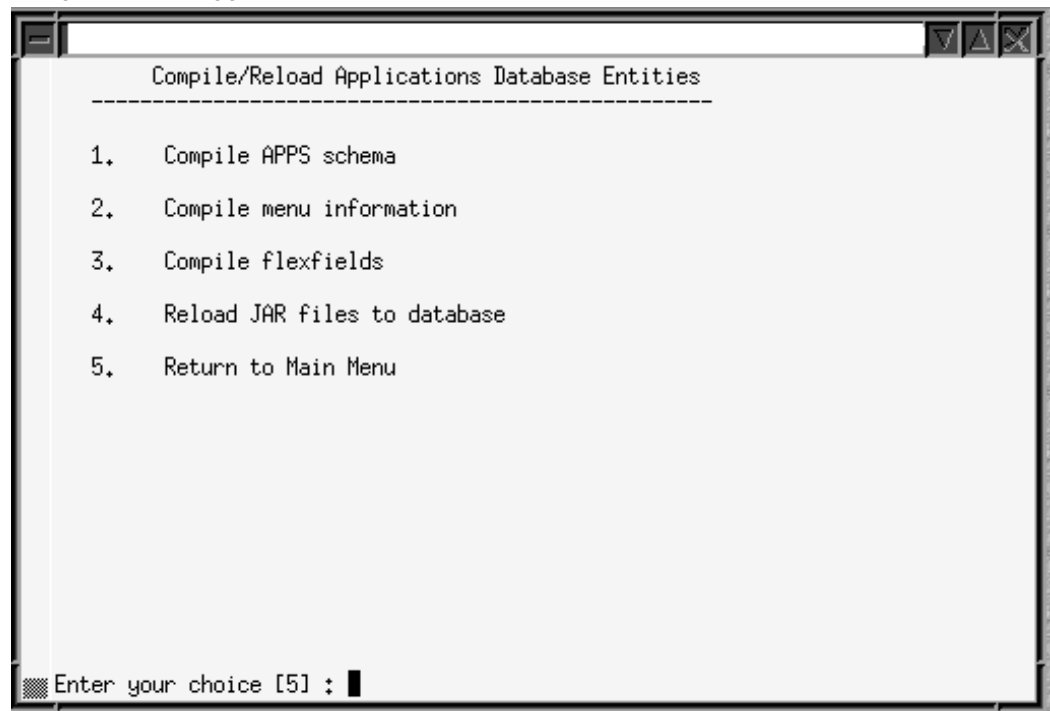 Compile/Reload Applications Database Entities
---------------------------------------------------
1. Compile APPS schema
2. Compile menu information
3. Compile flexfields
4. Reload JAR files to database
5. Return to Main Menu
Enter your choice [5] :